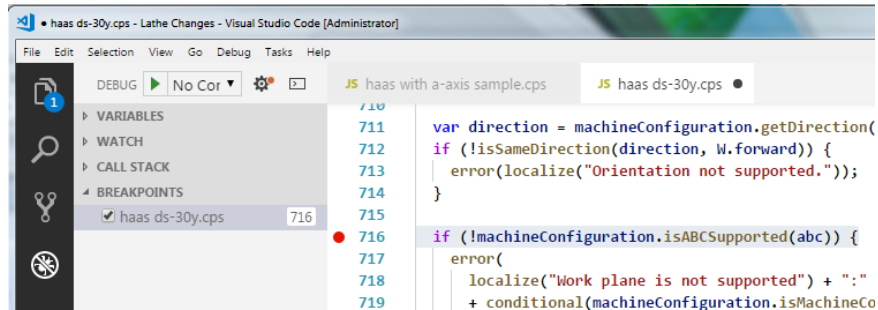 ● haas ds-30y.cps - Lathe Changes - Visual Studio Code [Administrator]
File Edit Selection View Go Debug Tasks Help
DEBUG No Cor
JS haas with a-axis sample.cps JS haas ds-30y.cps ●
1
VARIABLES
WATCH
CALL STACK
BREAKPOINTS
haas ds-30y.cps 716
710
711 var direction = machineConfiguration.getDirection(
712 if (!isSameDirection(direction, W.forward)) {
713 error(localize("Orientation not supported."));
714 }
715
716 if (!machineConfiguration.isABCSupported(abc)) {
717 error(
718 localize("Work plane is not supported") + ":"
719 + conditional(machineConfiguration.isMachineCo